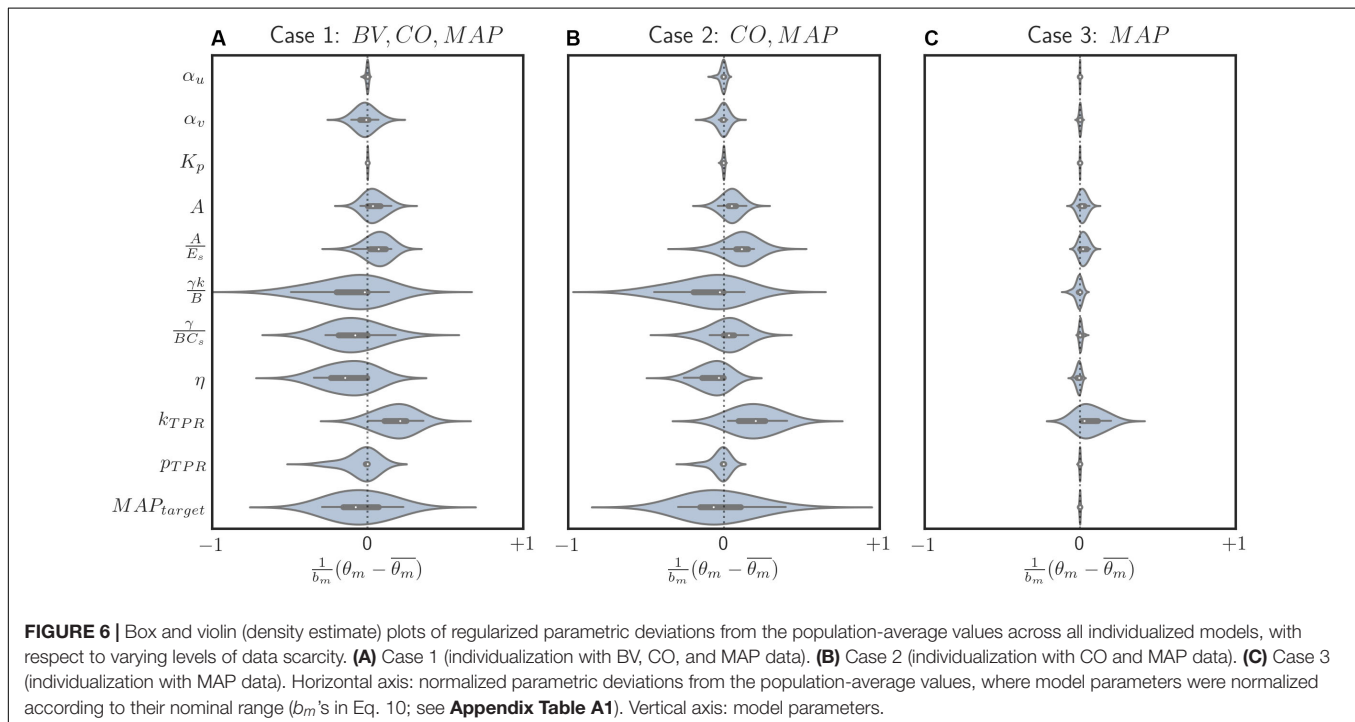 A Case 1: BV, CO, MAP
B Case 2: CO, MAP
C Case 3: MAP
α_u
α_v
K_p
A
A/E_s
γk/B
γ/BC_s
η
k_TPR
p_TPR
MAP_target
−1 0 +1
−1 0 +1
−1 0 +1
1/b_m (θ_m − \overline{θ_m})
1/b_m (θ_m − \overline{θ_m})
1/b_m (θ_m − \overline{θ_m})
FIGURE 6 | Box and violin (density estimate) plots of regularized parametric deviations from the population-average values across all individualized models, with
respect to varying levels of data scarcity. (A) Case 1 (individualization with BV, CO, and MAP data). (B) Case 2 (individualization with CO and MAP data). (C) Case 3
(individualization with MAP data). Horizontal axis: normalized parametric deviations from the population-average values, where model parameters were normalized
according to their nominal range (b_m's in Eq. 10; see Appendix Table A1). Vertical axis: model parameters.